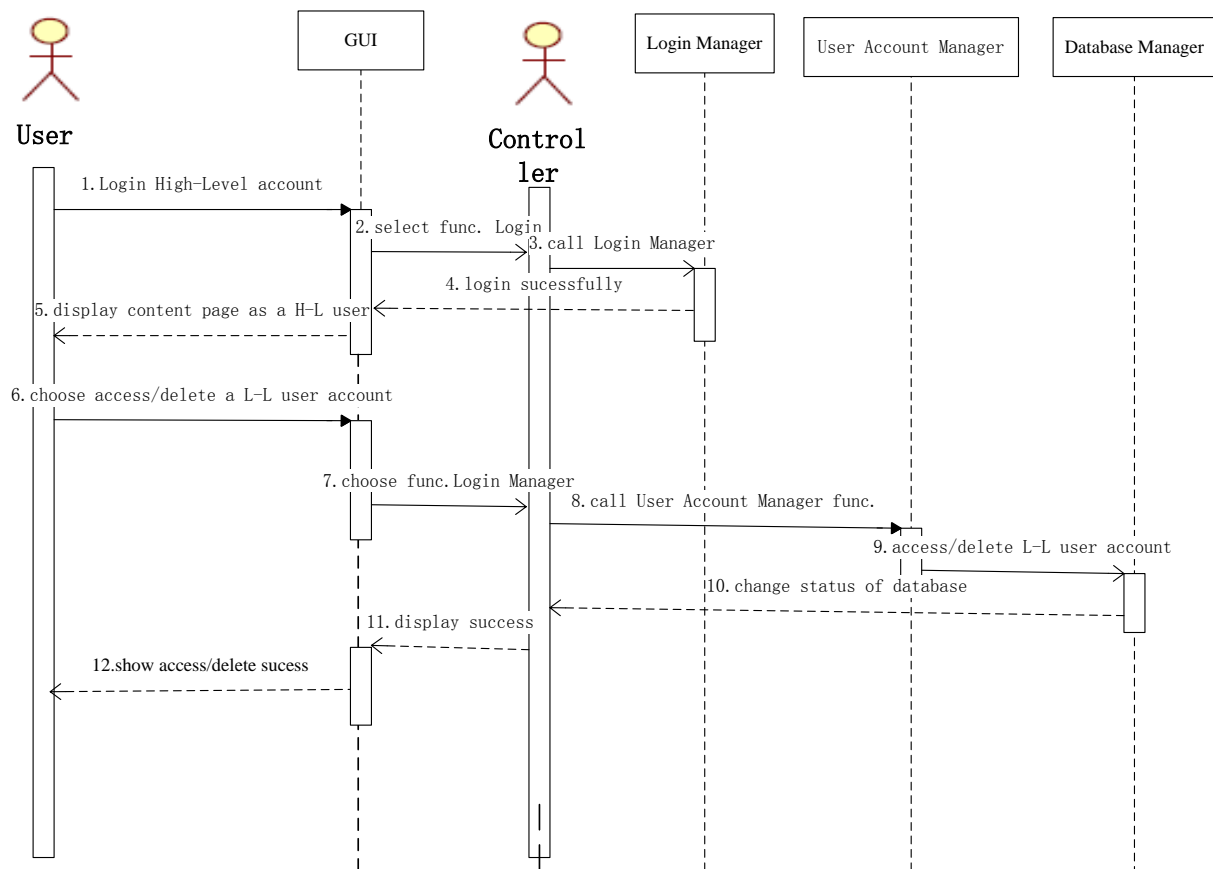 GUI
Login Manager
User Account Manager
Database Manager
User
Control
ler
1.Login High-Level account
2.select func. Login
3.call Login Manager
4.login sucessfully
5.display content page as a H-L user
6.choose access/delete a L-L user account
7.choose func.Login Manager
8.call User Account Manager func.
9.access/delete L-L user account
10.change status of database
11.display success
12.show access/delete sucess